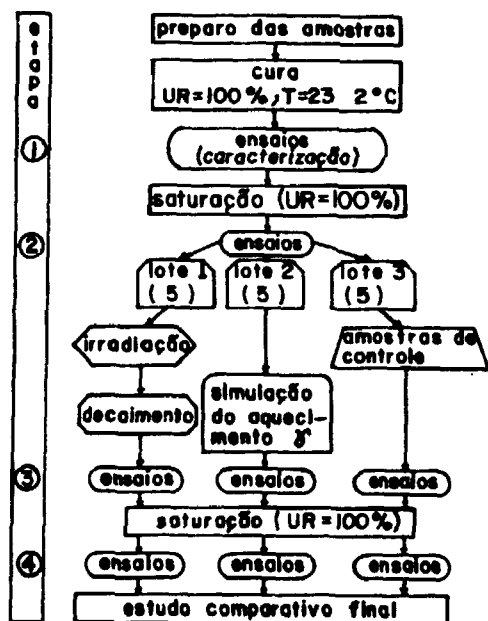 etapa
preparo das amostras
cura
UR=100%, T=23 2°C
①
ensaios
(caracterização)
saturação (UR=100%)
②
ensaios
lote 1
(5)
lote 2
(5)
lote 3
(5)
irradiação
amostras de
controle
decaimento
simulação
do aqueci-
mento γ
③
ensaios
ensaios
ensaios
saturação (UR=100%)
④
ensaios
ensaios
ensaios
estudo comparativo final